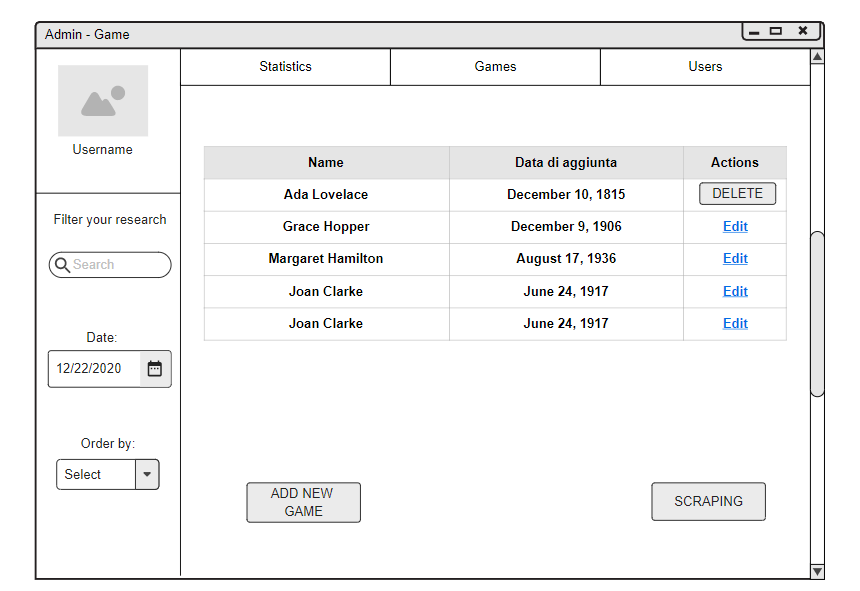 Admin - Game
Username
Filter your research
Search
Date:
12/22/2020
Order by:
Select
Statistics Games Users
Name Data di aggiunta Actions
Ada Lovelace December 10, 1815 DELETE
Grace Hopper December 9, 1906 Edit
Margaret Hamilton August 17, 1936 Edit
Joan Clarke June 24, 1917 Edit
Joan Clarke June 24, 1917 Edit
ADD NEW
GAME
SCRAPING